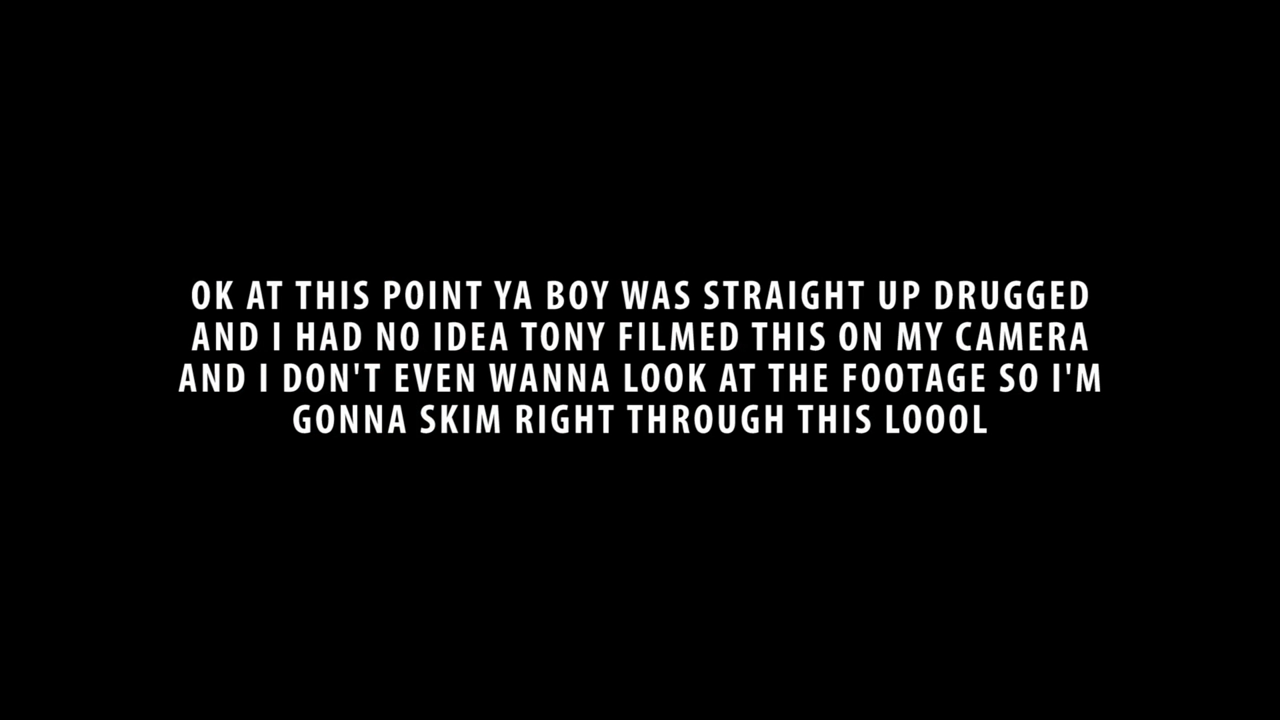 OK AT THIS POINT YA BOY WAS STRAIGHT UP DRUGGED
AND I HAD NO IDEA TONY FILMED THIS ON MY CAMERA
AND I DON'T EVEN WANNA LOOK AT THE FOOTAGE SO I'M
GONNA SKIM RIGHT THROUGH THIS LOOOL